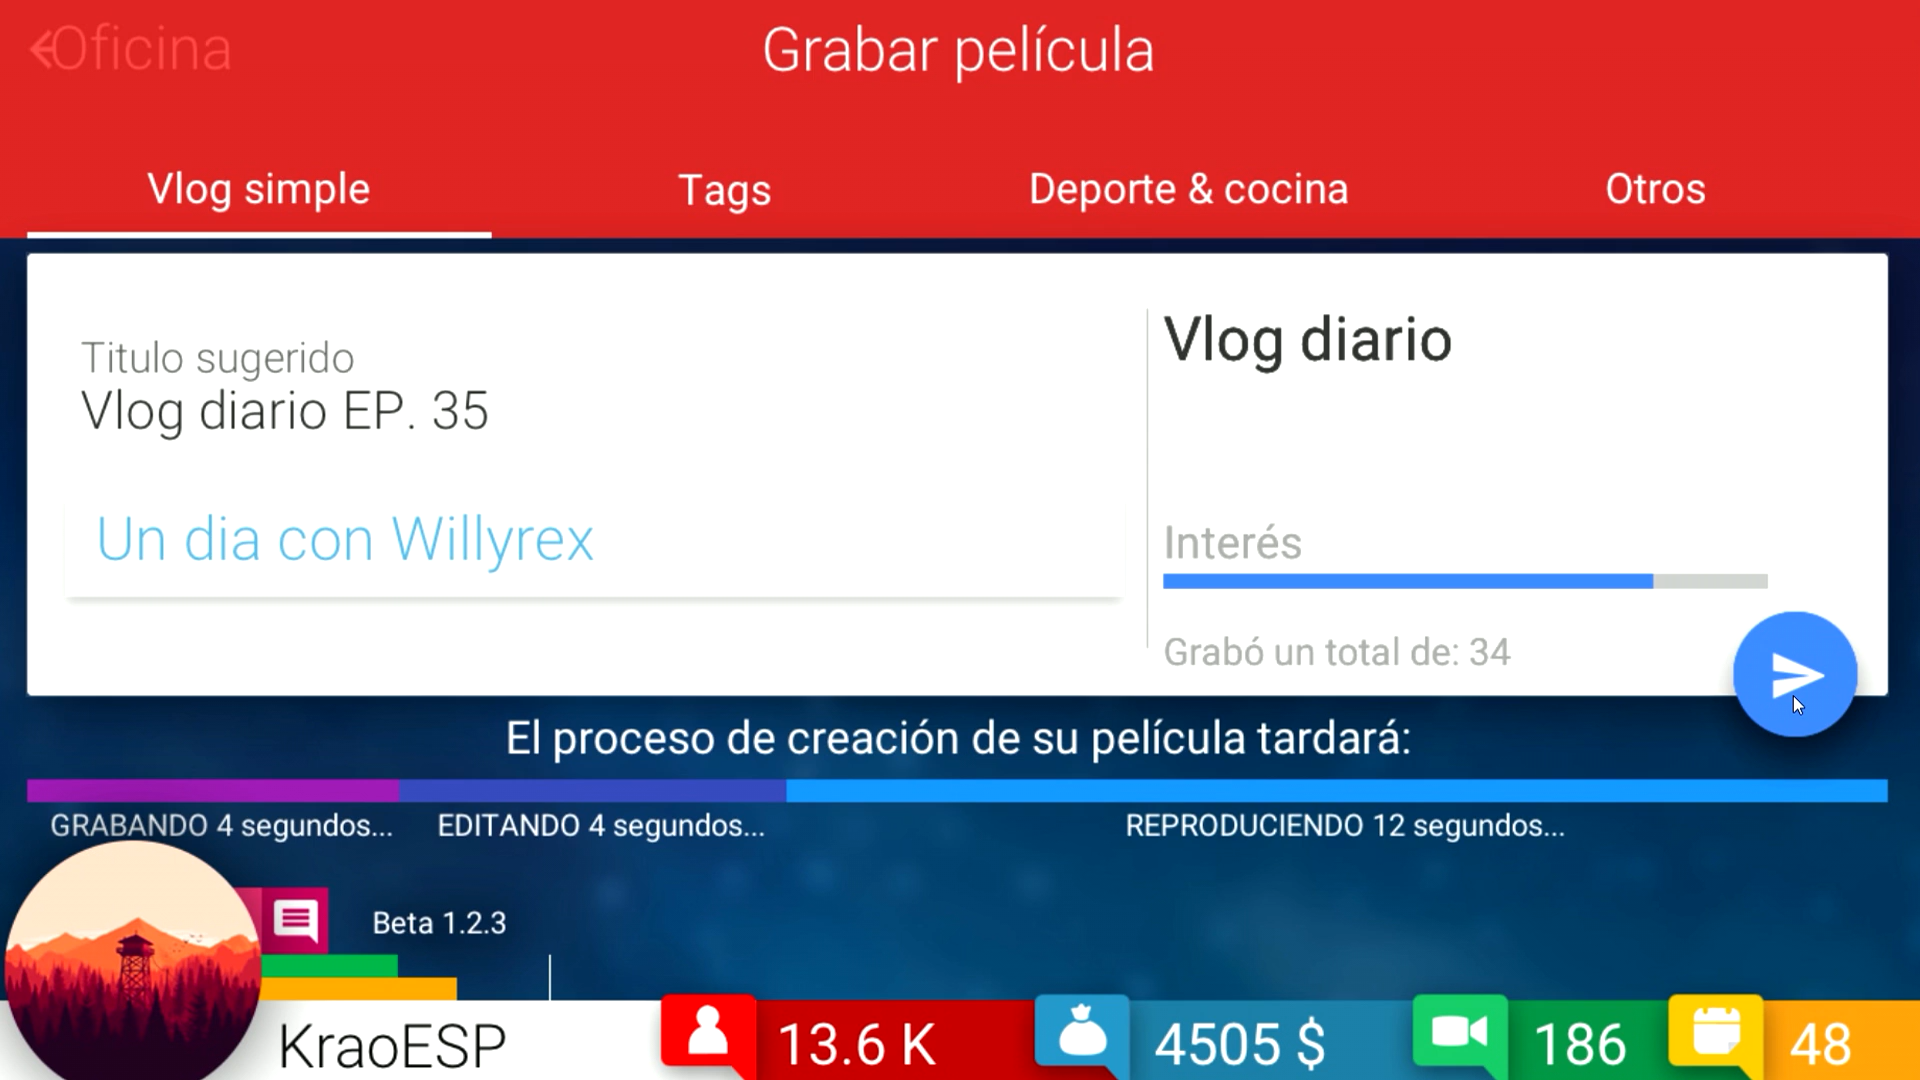 Oficina
Grabar película
Vlog simple
Tags
Deporte & cocina
Otros
Titulo sugerido
Vlog diario EP. 35
Un dia con Willyrex
Vlog diario
Interés
Grabó un total de: 34
El proceso de creación de su película tardará:
GRABANDO 4 segundos...
EDITANDO 4 segundos...
REPRODUCIENDO 12 segundos...
Beta 1.2.3
KraoESP
13.6 K
4505 $
186
48